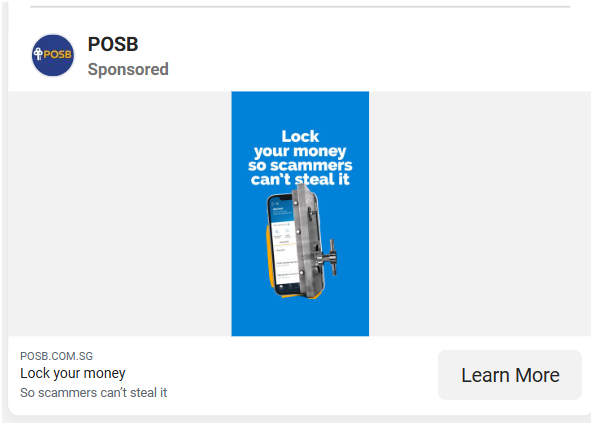 POSB
POSB
Sponsored
Lock
your money
so scammers
can't steal it
POSB.COM.SG
Lock your money
So scammers can't steal it
Learn More